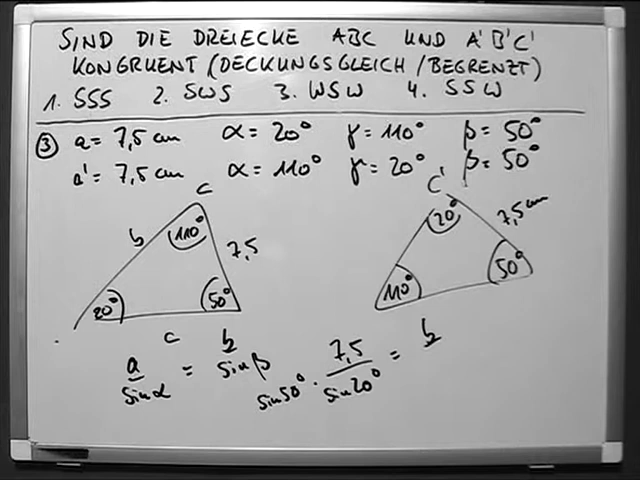 SIND DIE DREIECKE ABC UND A'B'C'
KONGRUENT (DECKUNGSGLEICH/BEGRENZT)
1. SSS 2. SWS 3. WSW 4. SSW
③ a = 7,5 cm α = 20° γ = 110° β = 50°
a' = 7,5 cm α = 110° γ = 20° β = 50°
C C'
b 110° 7,5 20° 7,5 cm
20° 50° 110° 50°
c
a/sin α = b/sin β sin 50° · 7,5/sin 20° = b